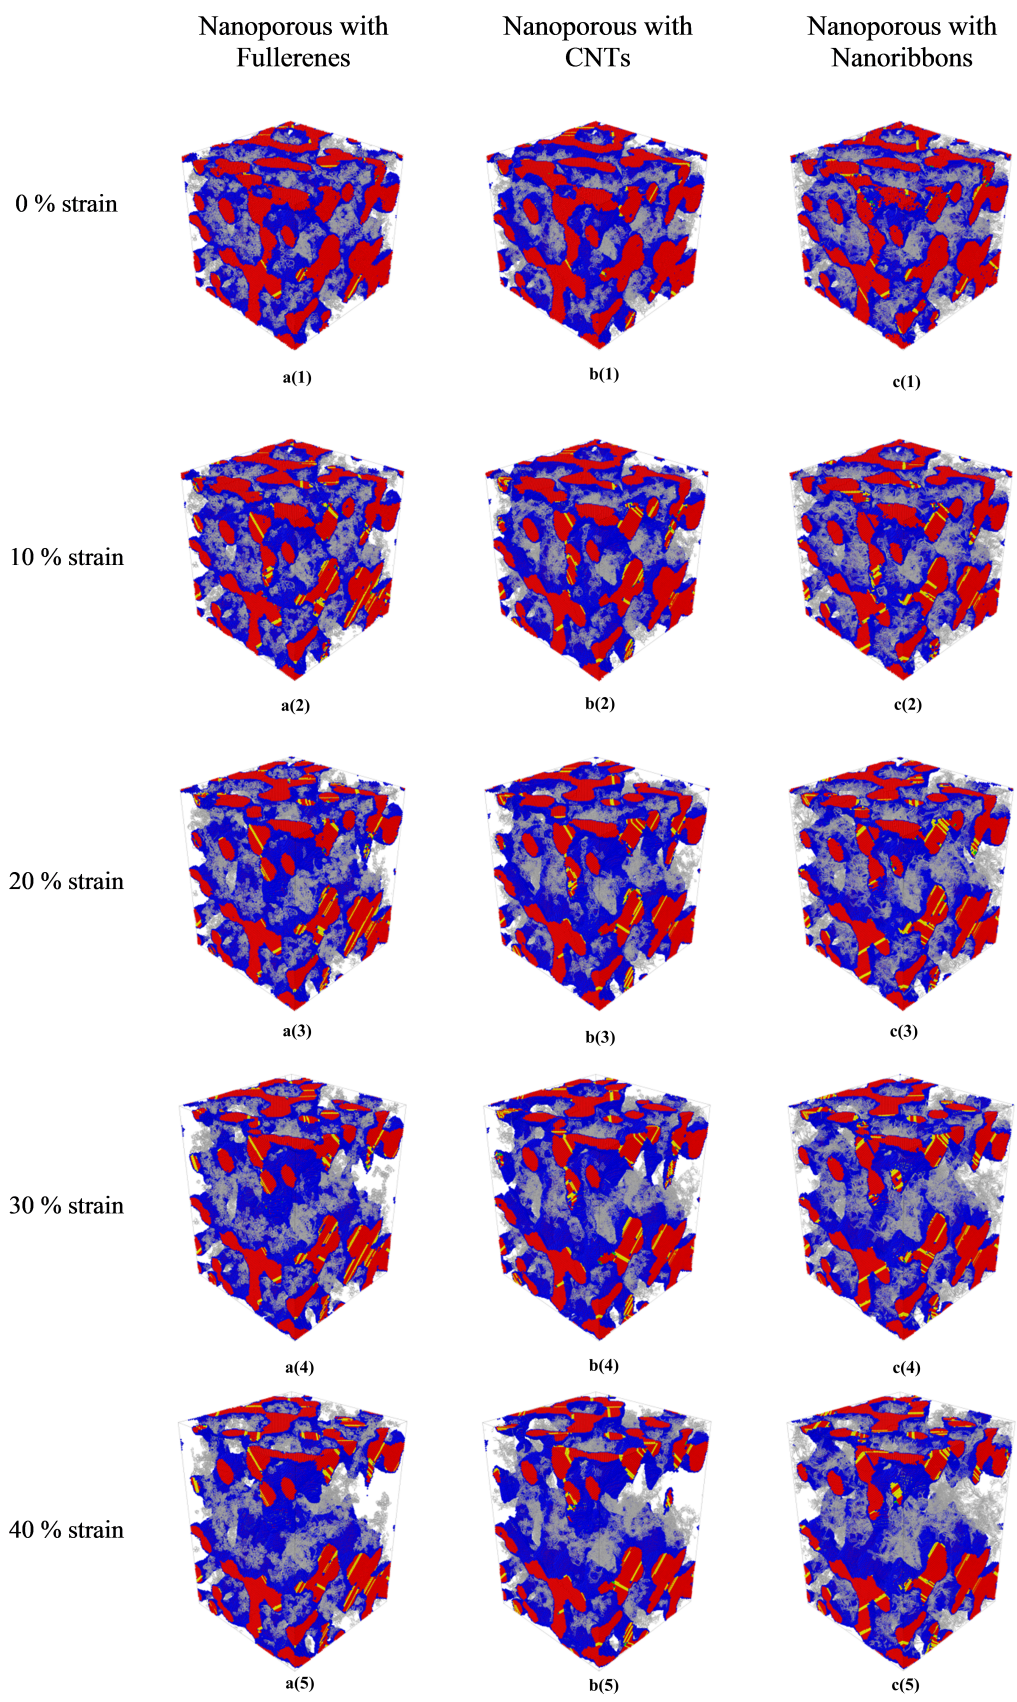 Nanoporous with
Fullerenes
Nanoporous with
CNTs
Nanoporous with
Nanoribbons
0 % strain
a(1)
b(1)
c(1)
10 % strain
a(2)
b(2)
c(2)
20 % strain
a(3)
b(3)
c(3)
30 % strain
a(4)
b(4)
c(4)
40 % strain
a(5)
b(5)
c(5)